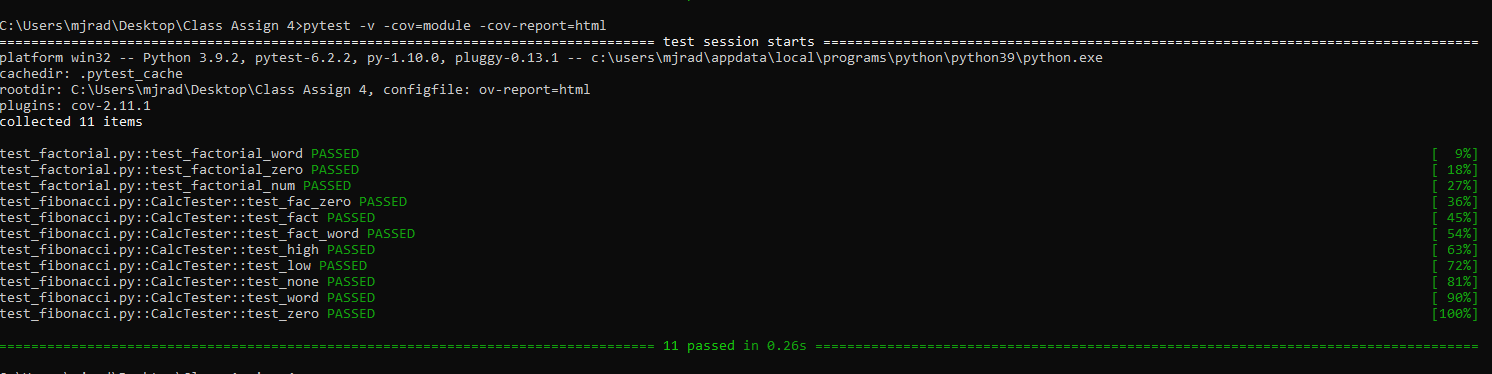 C:\Users\mjrad\Desktop\Class Assign 4>pytest -v -cov=module -cov-report=html
============================= test session starts =============================
platform win32 -- Python 3.9.2, pytest-6.2.2, py-1.10.0, pluggy-0.13.1 -- c:\users\mjrad\appdata\local\programs\python\python39\python.exe
cachedir: .pytest_cache
rootdir: C:\Users\mjrad\Desktop\Class Assign 4, configfile: ov-report=html
plugins: cov-2.11.1
collected 11 items
test_factorial.py::test_factorial_word PASSED [  9%]
test_factorial.py::test_factorial_zero PASSED [ 18%]
test_factorial.py::test_factorial_num PASSED [ 27%]
test_fibonacci.py::CalcTester::test_fac_zero PASSED [ 36%]
test_fibonacci.py::CalcTester::test_fact PASSED [ 45%]
test_fibonacci.py::CalcTester::test_fact_word PASSED [ 54%]
test_fibonacci.py::CalcTester::test_high PASSED [ 63%]
test_fibonacci.py::CalcTester::test_low PASSED [ 72%]
test_fibonacci.py::CalcTester::test_none PASSED [ 81%]
test_fibonacci.py::CalcTester::test_word PASSED [ 90%]
test_fibonacci.py::CalcTester::test_zero PASSED [100%]
============================= 11 passed in 0.26s =============================